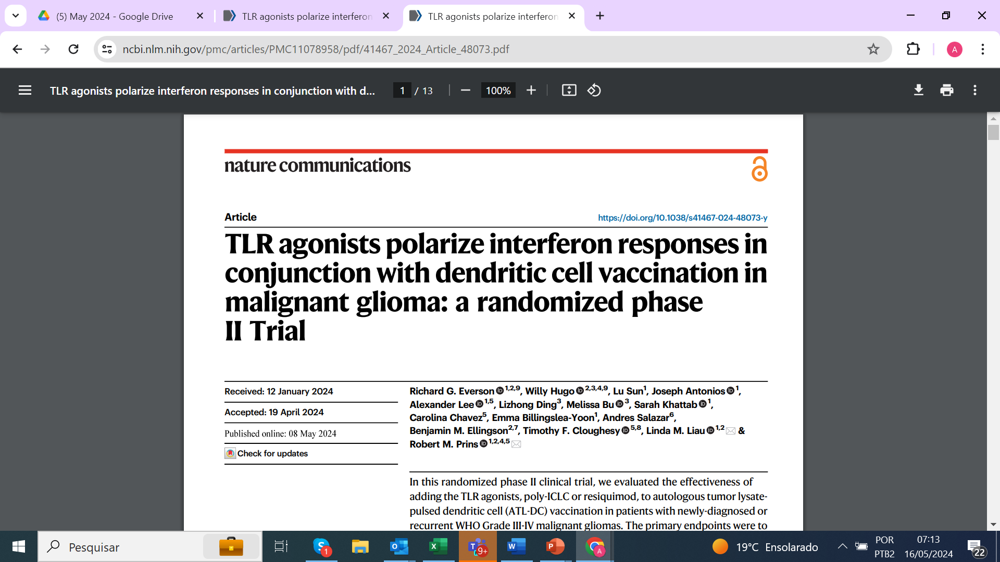 (5) May 2024 - Google Drive
TLR agonists polarize interferon
TLR agonists polarize interferon
ncbi.nlm.nih.gov/pmc/articles/PMC11078958/pdf/41467_2024_Article_48073.pdf
A
TLR agonists polarize interferon responses in conjunction with d...
1 / 13
100%
nature communications
Article
https://doi.org/10.1038/s41467-024-48073-y
TLR agonists polarize interferon responses in
conjunction with dendritic cell vaccination in
malignant glioma: a randomized phase
II Trial
Received: 12 January 2024
Accepted: 19 April 2024
Published online: 08 May 2024
Check for updates
Richard G. Everson iD 1,2,9, Willy Hugo iD 2,3,4,9, Lu Sun1, Joseph Antonios iD 1,
Alexander Lee iD 1,5, Lizhong Ding3, Melissa Bu iD 3, Sarah Khattab iD 1,
Carolina Chavez5, Emma Billingslea-Yoon1, Andres Salazar6,
Benjamin M. Ellingson2,7, Timothy F. Cloughesy iD 5,8, Linda M. Liau iD 1,2 &
Robert M. Prins iD 1,2,4,5
In this randomized phase II clinical trial, we evaluated the effectiveness of
adding the TLR agonists, poly-ICLC or resiquimod, to autologous tumor lysate-
pulsed dendritic cell (ATL-DC) vaccination in patients with newly-diagnosed or
recurrent WHO Grade III-IV malignant gliomas. The primary endpoints were to
Pesquisar
S 1
O
X
T 9+
W
P
A
19°C Ensolarado
POR
PTB2
07:13
16/05/2024
22